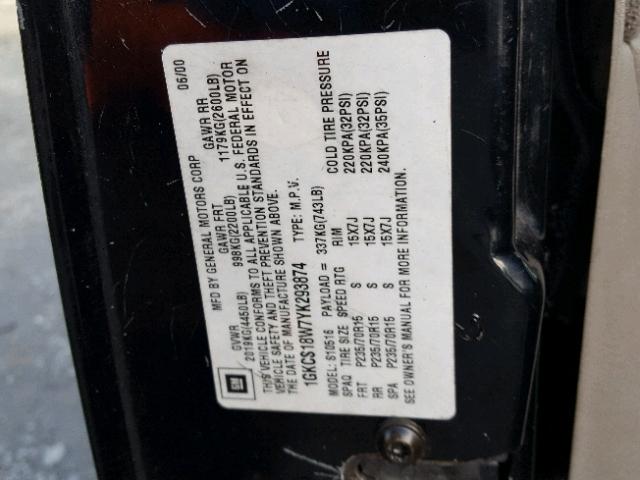 MFD BY GENERAL MOTORS CORP 06/00
GVWR GAWR FRT GAWR RR
2019KG(4450LB) 998KG(2200LB) 1179KG(2600LB)
THIS VEHICLE CONFORMS TO ALL APPLICABLE U.S. FEDERAL MOTOR
VEHICLE SAFETY AND THEFT PREVENTION STANDARDS IN EFFECT ON
THE DATE OF MANUFACTURE SHOWN ABOVE.
GM
1GKCS18W7YK293874 TYPE: M.P.V.
MODEL: S10516 PAYLOAD = 337KG(743LB)
SPAQ TIRE SIZE SPEED RTG RIM COLD TIRE PRESSURE
FRT P235/70R15 S 15X7J 220KPA(32PSI)
RR P235/70R15 S 15X7J 220KPA(32PSI)
SPA P235/70R15 S 15X7J 240KPA(35PSI)
SEE OWNER'S MANUAL FOR MORE INFORMATION.